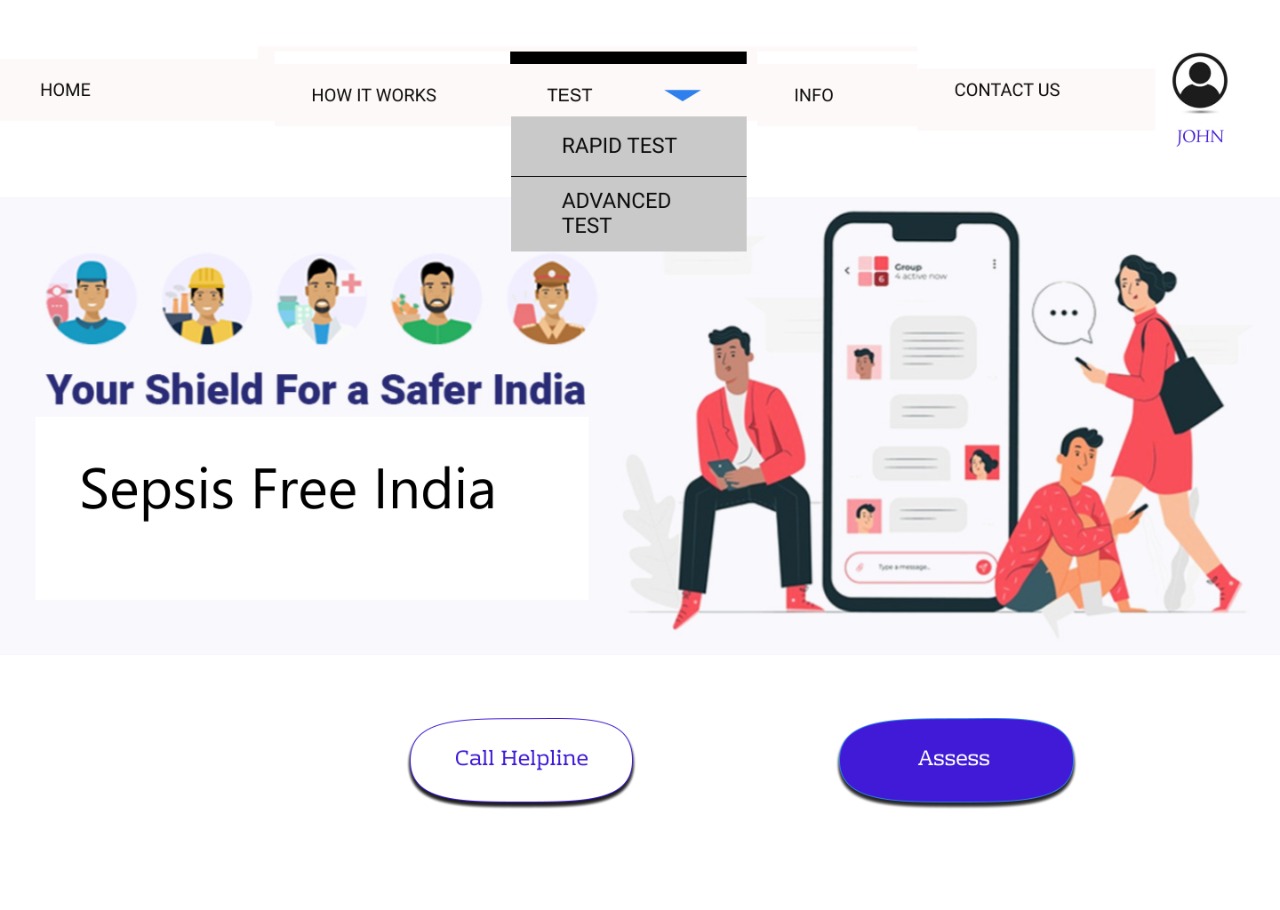 HOME
HOW IT WORKS
TEST
INFO
CONTACT US
JOHN
RAPID TEST
ADVANCED
TEST
Group
4 active now
6
Your Shield For a Safer India
Sepsis Free India
Type a message..
Call Helpline
Assess